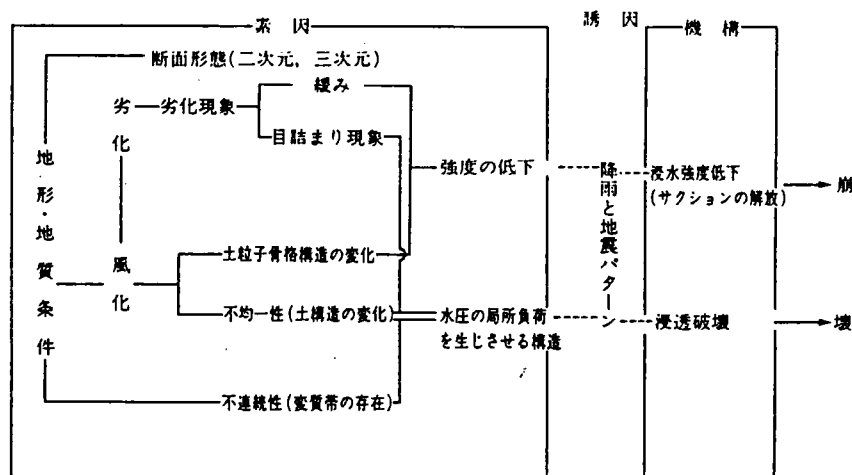 素因
誘因
機構
断面形態(二次元,三次元)
緩み
劣化
劣化現象
目詰まり現象
地形・地質条件
強度の低下
降雨と地震パターン
浸水強度低下
(サクションの解放)
崩
風化
土粒子骨格構造の変化
不均一性(土構造の変化)
水圧の局所負荷
を生じさせる構造
浸透破壊
壊
不連続性(変質帯の存在)